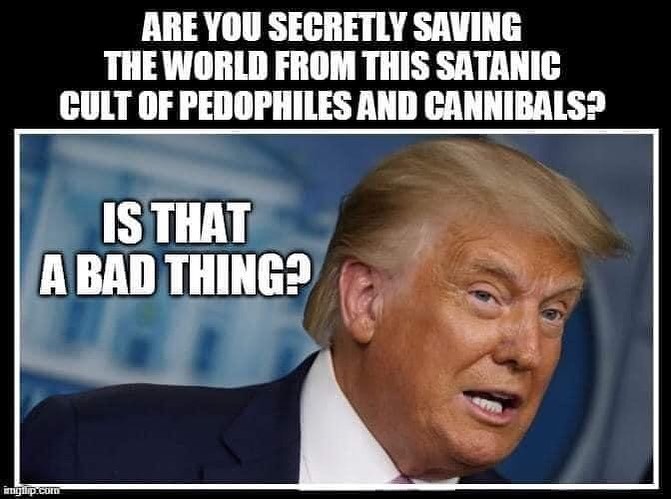 ARE YOU SECRETLY SAVING
THE WORLD FROM THIS SATANIC
CULT OF PEDOPHILES AND CANNIBALS?
IS THAT
A BAD THING?
imgflip.com